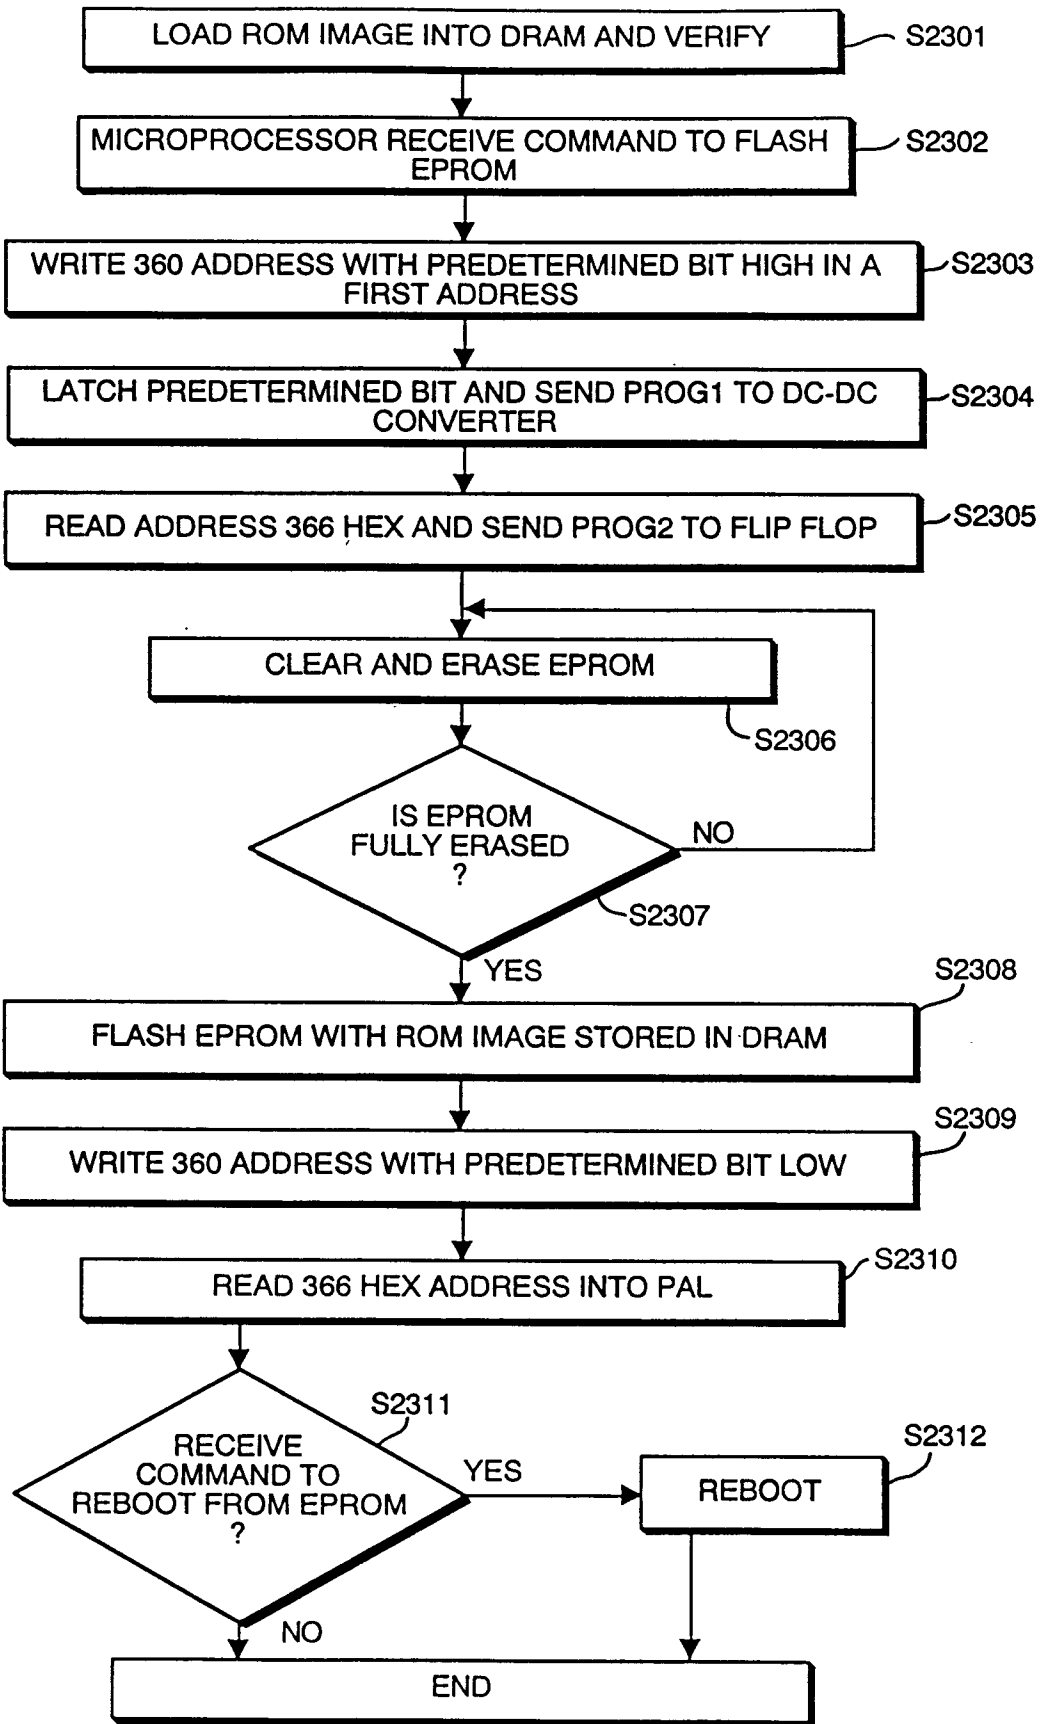 LOAD ROM IMAGE INTO DRAM AND VERIFY
S2301
MICROPROCESSOR RECEIVE COMMAND TO FLASH
EPROM
S2302
WRITE 360 ADDRESS WITH PREDETERMINED BIT HIGH IN A
FIRST ADDRESS
S2303
LATCH PREDETERMINED BIT AND SEND PROG1 TO DC-DC
CONVERTER
S2304
READ ADDRESS 366 HEX AND SEND PROG2 TO FLIP FLOP
S2305
CLEAR AND ERASE EPROM
S2306
IS EPROM
FULLY ERASED
?
NO
S2307
YES
S2308
FLASH EPROM WITH ROM IMAGE STORED IN DRAM
S2309
WRITE 360 ADDRESS WITH PREDETERMINED BIT LOW
S2310
READ 366 HEX ADDRESS INTO PAL
S2311
RECEIVE
COMMAND TO
REBOOT FROM EPROM
?
YES
S2312
REBOOT
NO
END